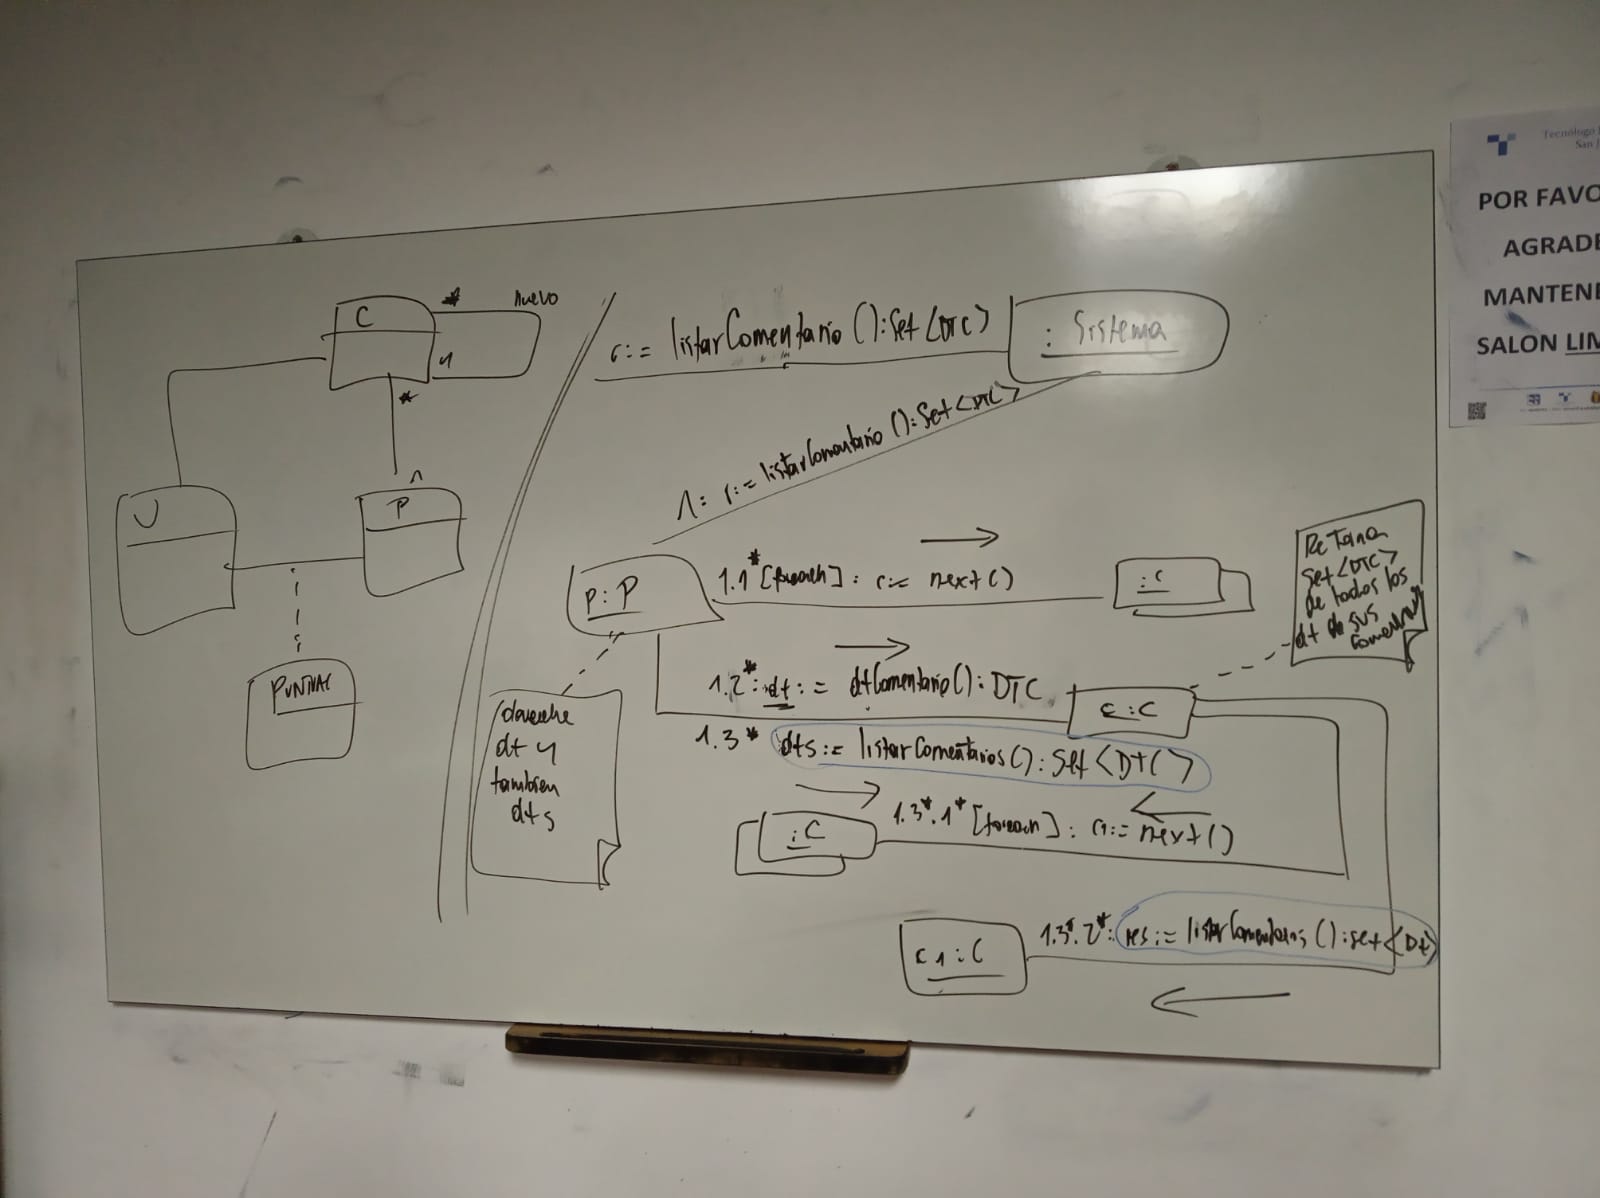 C
*
nuevo
1
*
1
U
P
PUNTUAC
r:= listarComentario ():Set<DTC>
: Sistema
1: r:= listarComentario ():Set<DTC>
p: P
1.1*[foreach]: c:= next()
:C
Retorna
Set<DTC>
de todos los
dt de sus
1.2*: dt:= dtComentario():DTC
c:C
1.3* dts:= listarComentarios():Set<DTC>
devuelve
dt y
tambien
dts
:C
1.3*.1*[foreach]: c1:= next()
c1:C
1.3*.2*: res:= listarComentarios():set<Dt>
Tecnólogo
San
POR FAVO
AGRADE
MANTENE
SALON LIM